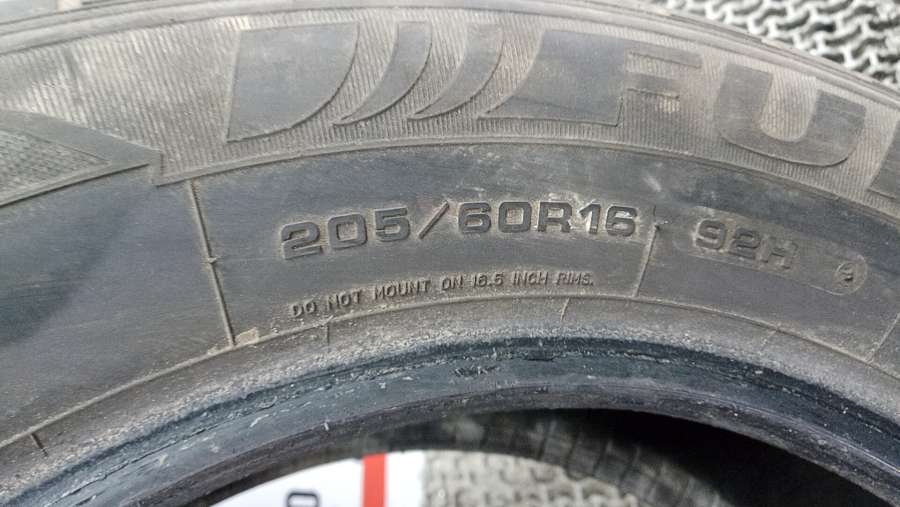 FU
205/60R16 92H
DO NOT MOUNT ON 16.5 INCH RIMS.